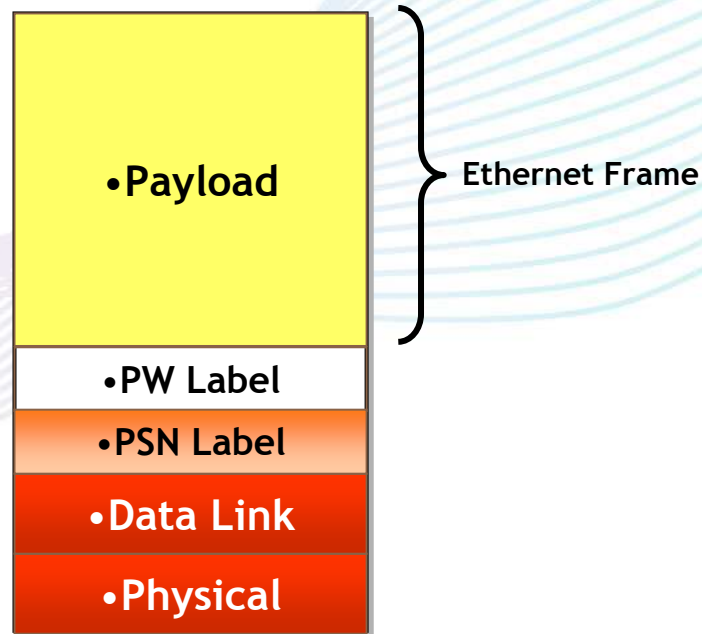 •Payload
Ethernet Frame
•PW Label
•PSN Label
•Data Link
•Physical